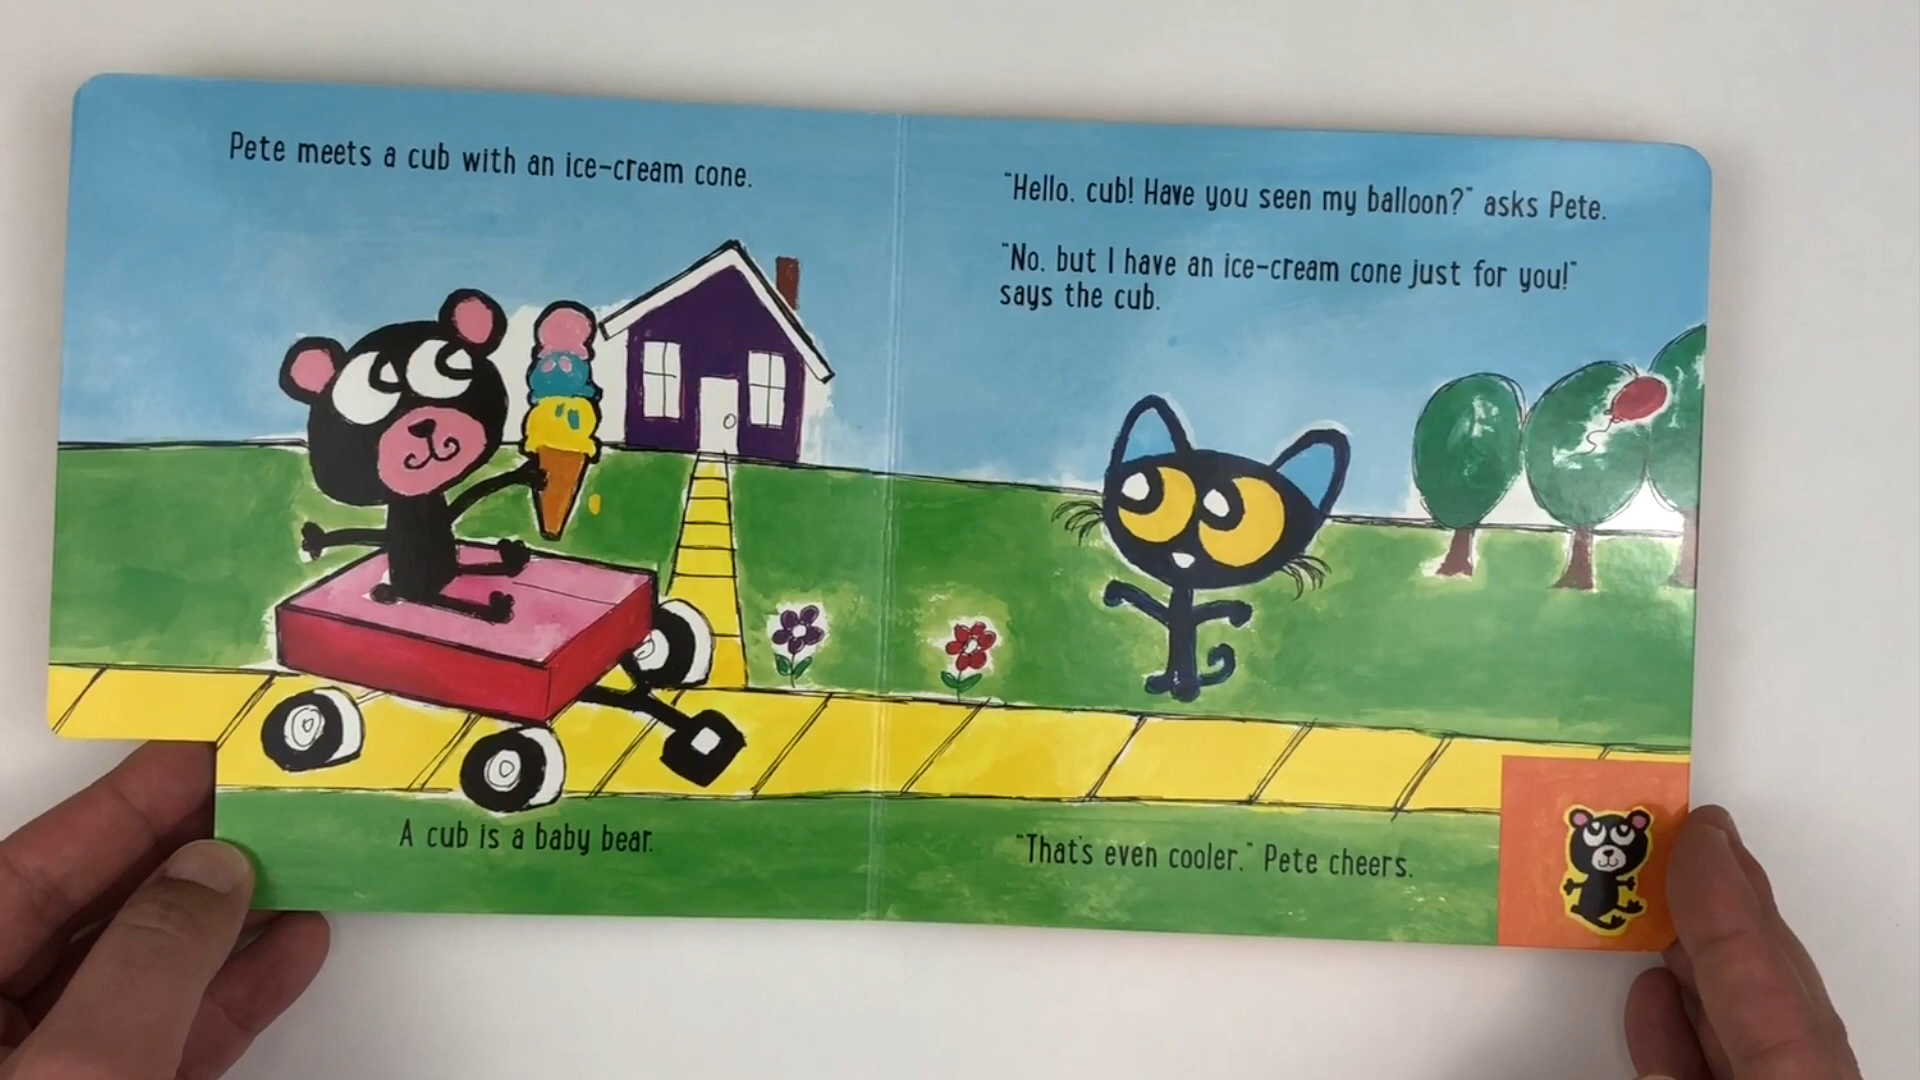 Pete meets a cub with an ice-cream cone.
A cub is a baby bear.
"Hello, cub! Have you seen my balloon?" asks Pete.
"No, but I have an ice-cream cone just for you!"
says the cub.
"That's even cooler," Pete cheers.